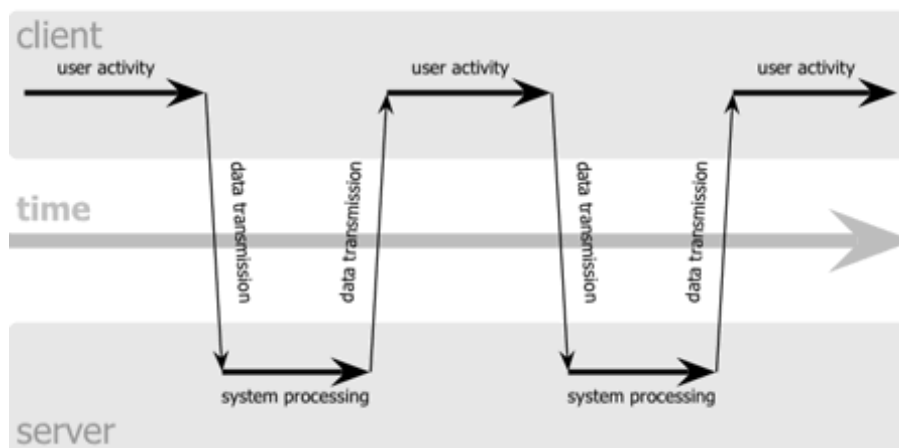 client
user activity
user activity
user activity
data transmission
data transmission
data transmission
data transmission
time
system processing
system processing
server